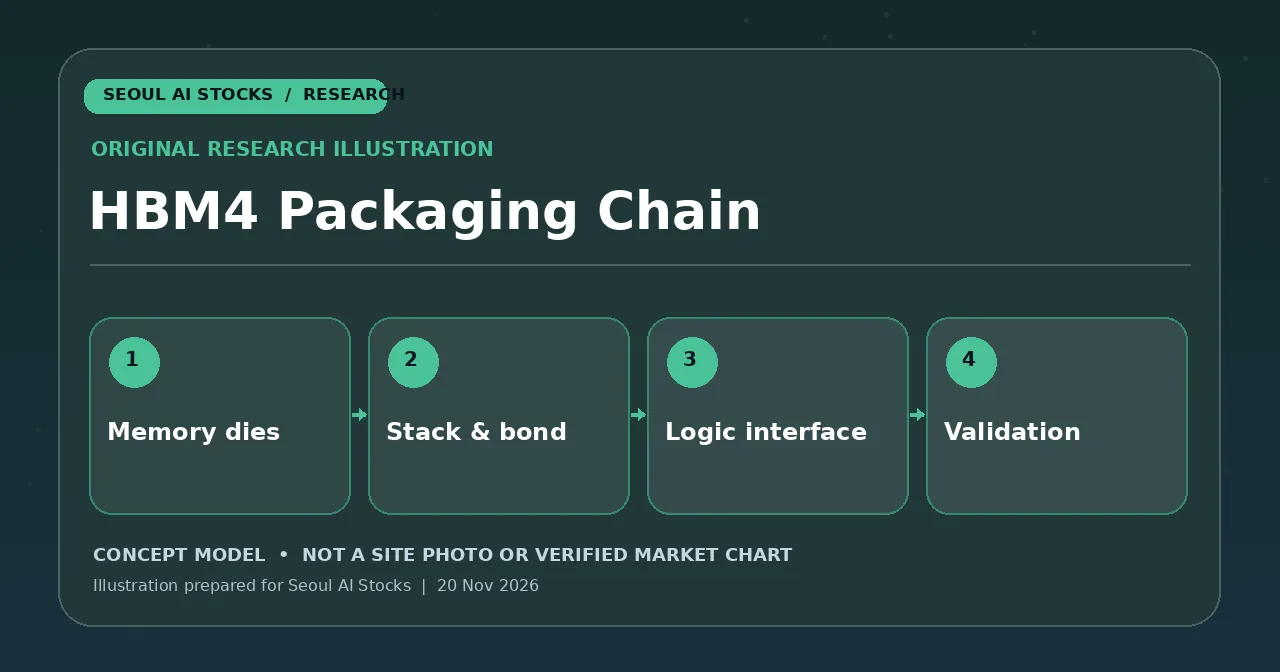 SEOUL AI STOCKS / RESEARCH
ORIGINAL RESEARCH ILLUSTRATION
HBM4 Packaging Chain
1
Memory dies
2
Stack & bond
3
Logic interface
4
Validation
CONCEPT MODEL • NOT A SITE PHOTO OR VERIFIED MARKET CHART
Illustration prepared for Seoul AI Stocks | 20 Nov 2026